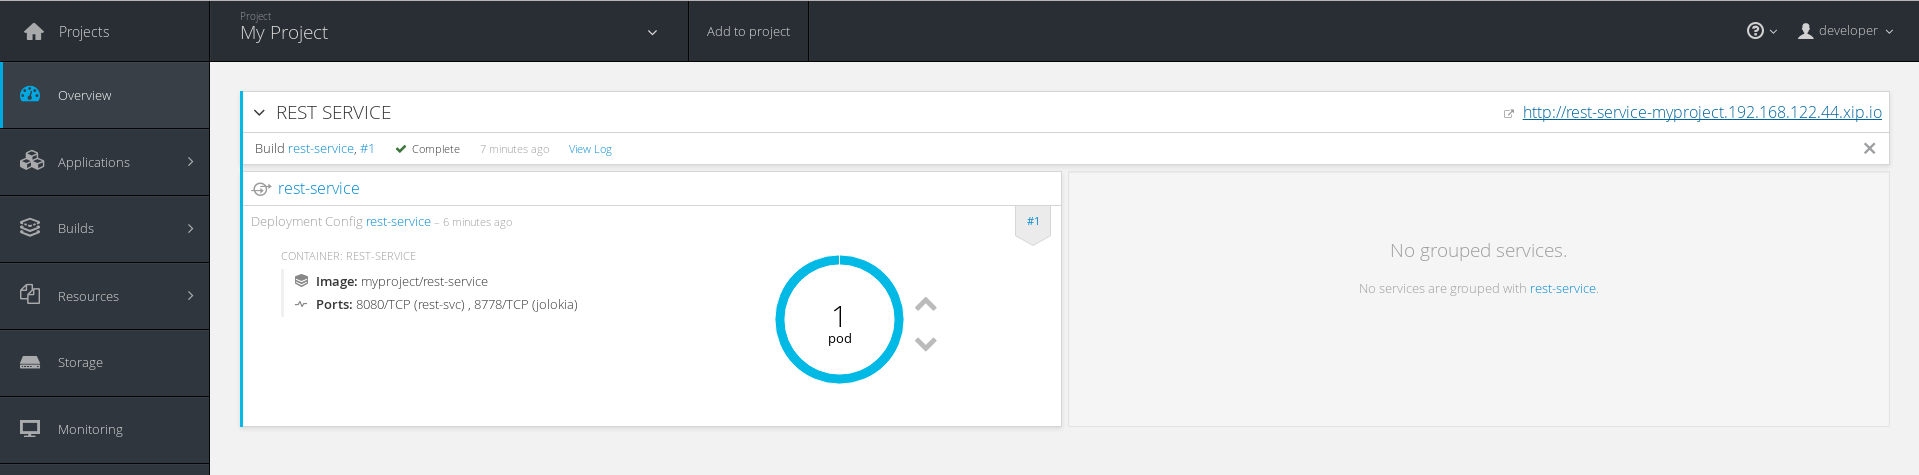 Projects
Project
My Project
Add to project
developer
Overview
Applications
Builds
Resources
Storage
Monitoring
REST SERVICE
http://rest-service-myproject.192.168.122.44.xip.io
Build rest-service, #1 Complete 7 minutes ago View Log
rest-service
Deployment Config rest-service – 6 minutes ago
#1
CONTAINER: REST-SERVICE
Image: myproject/rest-service
Ports: 8080/TCP (rest-svc) , 8778/TCP (jolokia)
1
pod
No grouped services.
No services are grouped with rest-service.